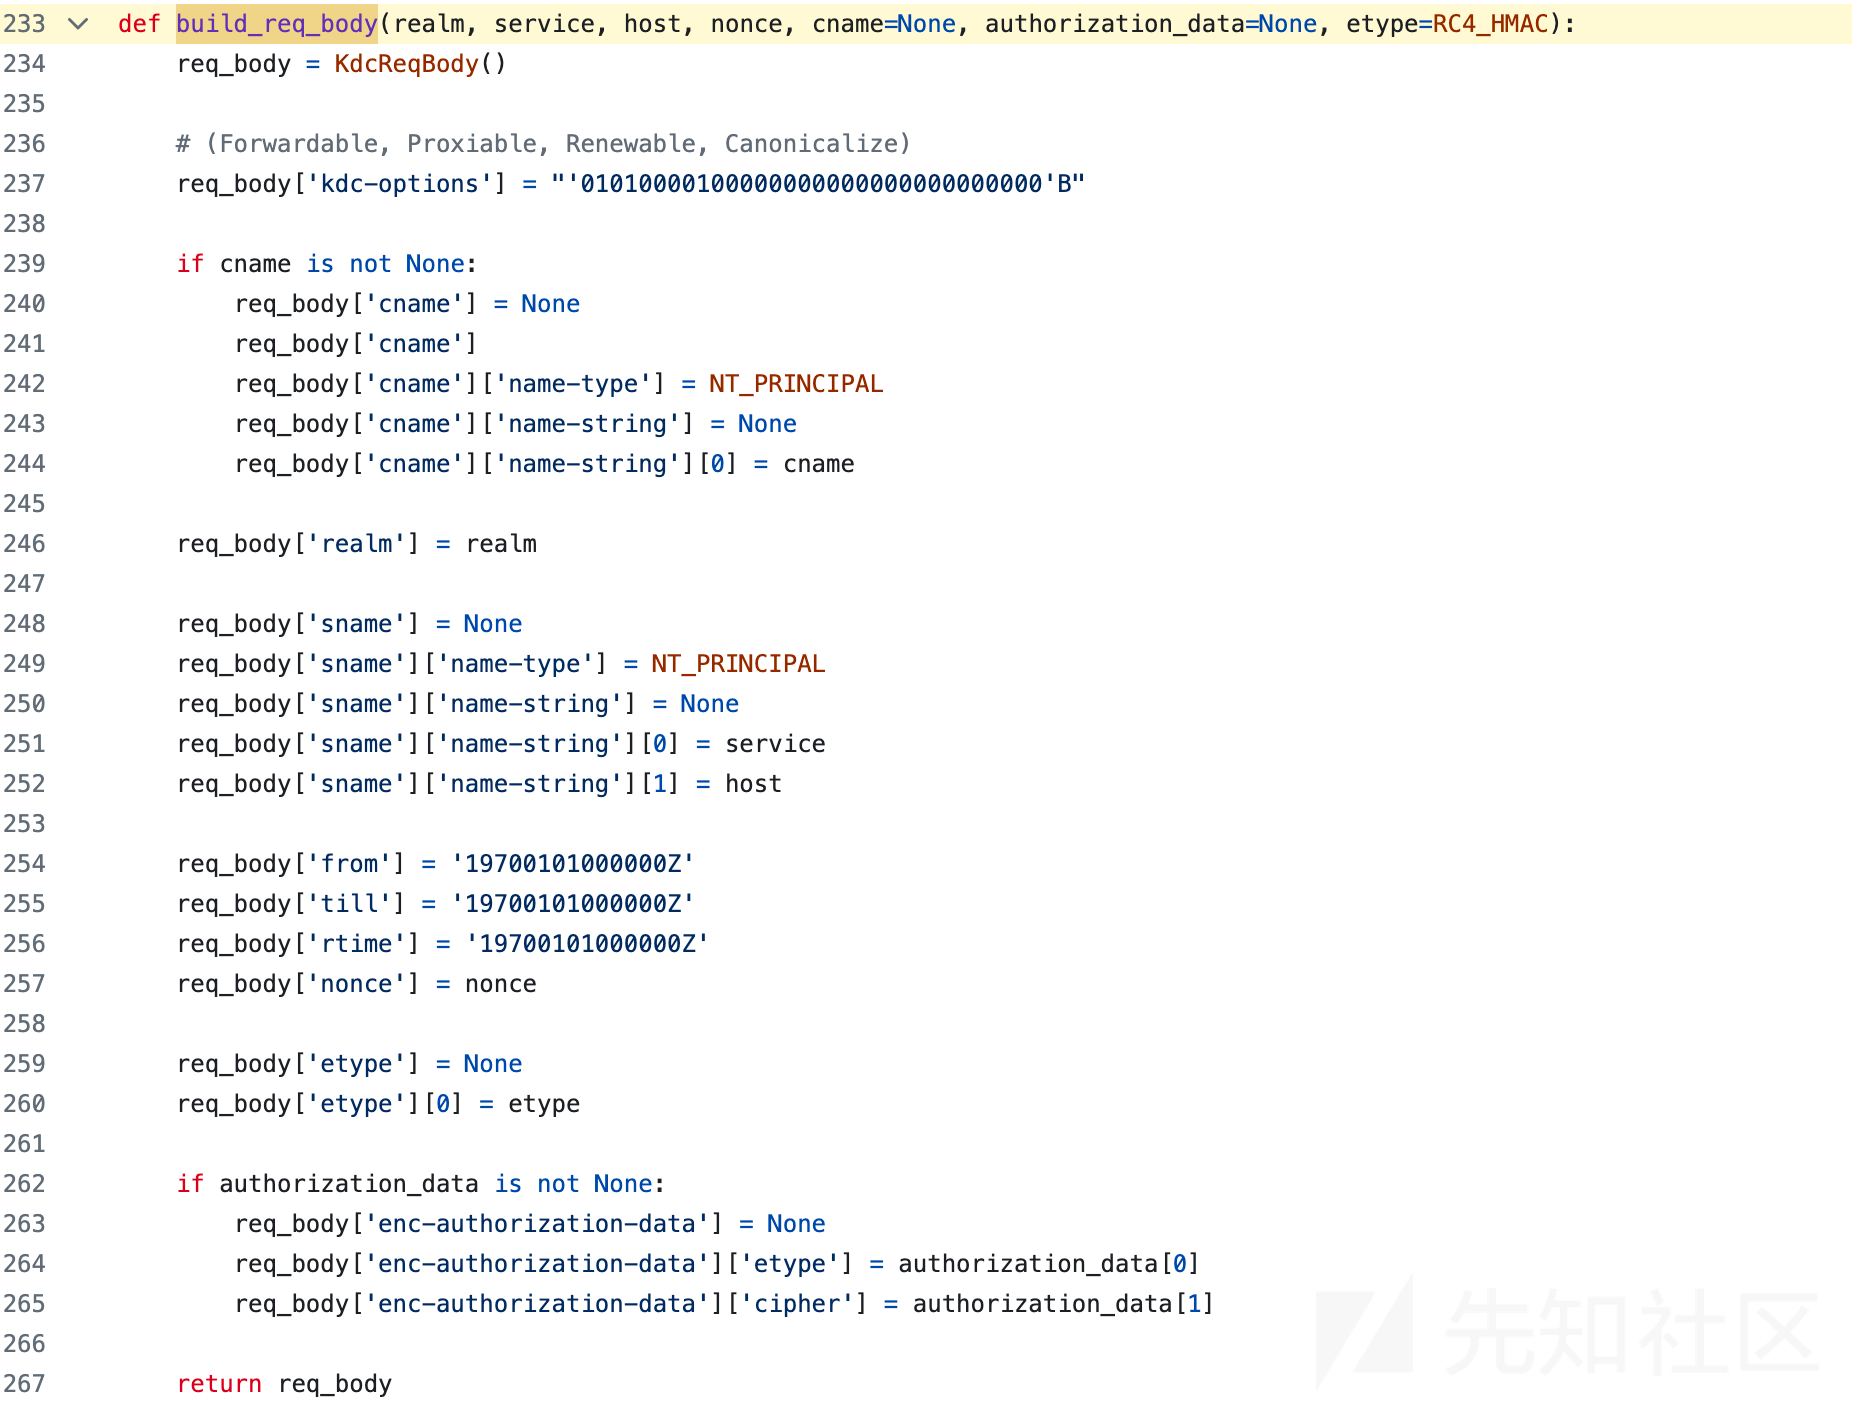 233 def build_req_body(realm, service, host, nonce, cname=None, authorization_data=None, etype=RC4_HMAC):
234     req_body = KdcReqBody()
235
236     # (Forwardable, Proxiable, Renewable, Canonicalize)
237     req_body['kdc-options'] = "'01010000100000000000000000000000'B"
238
239     if cname is not None:
240         req_body['cname'] = None
241         req_body['cname']
242         req_body['cname']['name-type'] = NT_PRINCIPAL
243         req_body['cname']['name-string'] = None
244         req_body['cname']['name-string'][0] = cname
245
246     req_body['realm'] = realm
247
248     req_body['sname'] = None
249     req_body['sname']['name-type'] = NT_PRINCIPAL
250     req_body['sname']['name-string'] = None
251     req_body['sname']['name-string'][0] = service
252     req_body['sname']['name-string'][1] = host
253
254     req_body['from'] = '19700101000000Z'
255     req_body['till'] = '19700101000000Z'
256     req_body['rtime'] = '19700101000000Z'
257     req_body['nonce'] = nonce
258
259     req_body['etype'] = None
260     req_body['etype'][0] = etype
261
262     if authorization_data is not None:
263         req_body['enc-authorization-data'] = None
264         req_body['enc-authorization-data']['etype'] = authorization_data[0]
265         req_body['enc-authorization-data']['cipher'] = authorization_data[1]
266
267     return req_body
先知社区